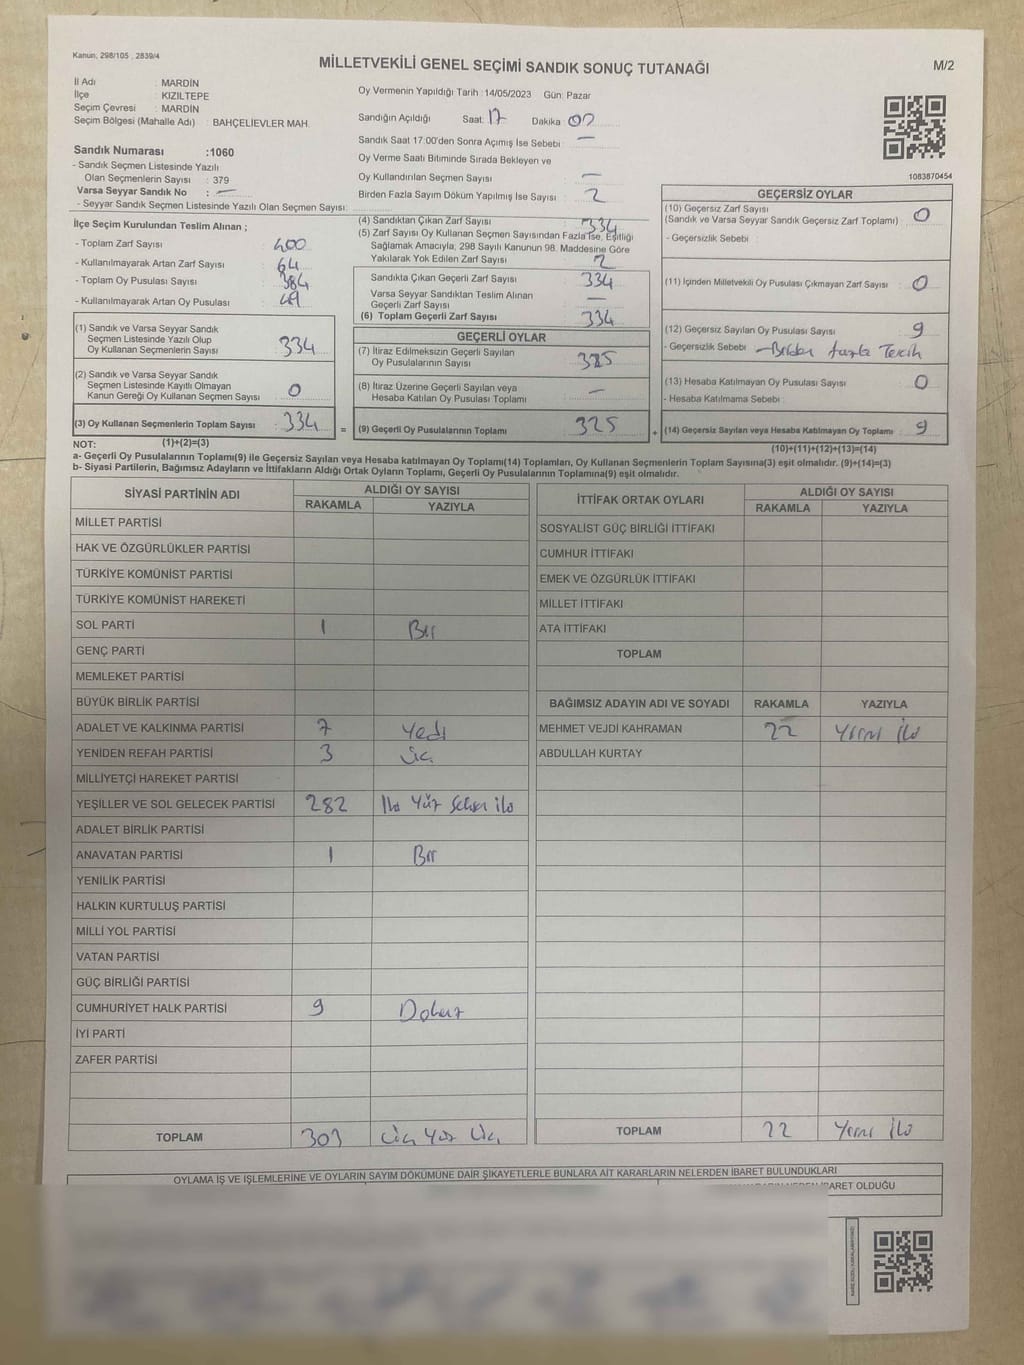 Kanun, 298/105 , 2839/4
MİLLETVEKİLİ GENEL SEÇİMİ SANDIK SONUÇ TUTANAĞI
M/2
İl Adı : MARDİN
İlçe : KIZILTEPE
Seçim Çevresi : MARDİN
Seçim Bölgesi (Mahalle Adı) : BAHÇELİEVLER MAH.
Sandık Numarası :1060
- Sandık Seçmen Listesinde Yazılı
Olan Seçmenlerin Sayısı : 379
Varsa Seyyar Sandık No : —
- Seyyar Sandık Seçmen Listesinde Yazılı Olan Seçmen Sayısı:
Oy Vermenin Yapıldığı Tarih :14/05/2023 Gün: Pazar
Sandığın Açıldığı Saat: 17 Dakika: 00
Sandık Saat 17:00'den Sonra Açılmış İse Sebebi : —
Oy Verme Saati Bitiminde Sırada Bekleyen ve
Oy Kullandırılan Seçmen Sayısı : —
Birden Fazla Sayım Döküm Yapılmış İse Sayısı : 2
1083870454
İlçe Seçim Kurulundan Teslim Alınan ;
- Toplam Zarf Sayısı : 400
- Kullanılmayarak Artan Zarf Sayısı : 64
- Toplam Oy Pusulası Sayısı : 384
- Kullanılmayarak Artan Oy Pusulası : 49
(1) Sandık ve Varsa Seyyar Sandık
Seçmen Listesinde Yazılı Olup
Oy Kullanan Seçmenlerin Sayısı : 334
(2) Sandık ve Varsa Seyyar Sandık
Seçmen Listesinde Kayıtlı Olmayan
Kanun Gereği Oy Kullanan Seçmen Sayısı : 0
(3) Oy Kullanan Seçmenlerin Toplam Sayısı : 334
(1)+(2)=(3)
(4) Sandıktan Çıkan Zarf Sayısı : 334
(5) Zarf Sayısı Oy Kullanan Seçmen Sayısından Fazla İse, Eşitliği
Sağlamak Amacıyla, 298 Sayılı Kanunun 98. Maddesine Göre
Yakılarak Yok Edilen Zarf Sayısı : 2
Sandıkta Çıkan Geçerli Zarf Sayısı : 334
Varsa Seyyar Sandıktan Teslim Alınan
Geçerli Zarf Sayısı : —
(6) Toplam Geçerli Zarf Sayısı : 334
GEÇERLİ OYLAR
(7) İtiraz Edilmeksizin Geçerli Sayılan
Oy Pusulalarının Sayısı : 325
(8) İtiraz Üzerine Geçerli Sayılan veya
Hesaba Katılan Oy Pusulası Toplamı : —
= (9) Geçerli Oy Pusulalarının Toplamı : 325
GEÇERSİZ OYLAR
(10) Geçersiz Zarf Sayısı
(Sandık ve Varsa Seyyar Sandık Geçersiz Zarf Toplamı) : 0
- Geçersizlik Sebebi :
(11) İçinden Milletvekili Oy Pusulası Çıkmayan Zarf Sayısı : 0
(12) Geçersiz Sayılan Oy Pusulası Sayısı : 9
- Geçersizlik Sebebi : - Birden fazla Tercih
(13) Hesaba Katılmayan Oy Pusulası Sayısı : 0
- Hesaba Katılmama Sebebi :
+ (14) Geçersiz Sayılan veya Hesaba Katılmayan Oy Toplamı : 9
(10)+(11)+(12)+(13)=(14)
NOT:
a- Geçerli Oy Pusulalarının Toplamı(9) ile Geçersiz Sayılan veya Hesaba katılmayan Oy Toplamı(14) Toplamları, Oy Kullanan Seçmenlerin Toplam Sayısına(3) eşit olmalıdır. (9)+(14)=(3)
b- Siyasi Partilerin, Bağımsız Adayların ve İttifakların Aldığı Ortak Oyların Toplamı, Geçerli Oy Pusulalarının Toplamına(9) eşit olmalıdır.
SİYASİ PARTİNİN ADI ALDIĞI OY SAYISI
RAKAMLA YAZIYLA
MİLLET PARTİSİ
HAK VE ÖZGÜRLÜKLER PARTİSİ
TÜRKİYE KOMÜNİST PARTİSİ
TÜRKİYE KOMÜNİST HAREKETİ
SOL PARTİ 1 Bir
GENÇ PARTİ
MEMLEKET PARTİSİ
BÜYÜK BİRLİK PARTİSİ
ADALET VE KALKINMA PARTİSİ 7 Yedi
YENİDEN REFAH PARTİSİ 3 Üç
MİLLİYETÇİ HAREKET PARTİSİ
YEŞİLLER VE SOL GELECEK PARTİSİ 282 İki Yüz Seksen iki
ADALET BİRLİK PARTİSİ
ANAVATAN PARTİSİ 1 Bir
YENİLİK PARTİSİ
HALKIN KURTULUŞ PARTİSİ
MİLLİ YOL PARTİSİ
VATAN PARTİSİ
GÜÇ BİRLİĞİ PARTİSİ
CUMHURİYET HALK PARTİSİ 9 Dokuz
İYİ PARTİ
ZAFER PARTİSİ
TOPLAM 303 Üç Yüz Üç
İTTİFAK ORTAK OYLARI ALDIĞI OY SAYISI
RAKAMLA YAZIYLA
SOSYALİST GÜÇ BİRLİĞİ İTTİFAKI
CUMHUR İTTİFAKI
EMEK VE ÖZGÜRLÜK İTTİFAKI
MİLLET İTTİFAKI
ATA İTTİFAKI
TOPLAM
BAĞIMSIZ ADAYIN ADI VE SOYADI RAKAMLA YAZIYLA
MEHMET VEJDİ KAHRAMAN 22 Yirmi İki
ABDULLAH KURTAY
TOPLAM 22 Yirmi İki
OYLAMA İŞ VE İŞLEMLERİNE VE OYLARIN SAYIM DÖKÜMÜNE DAİR ŞİKAYETLERLE BUNLARA AİT KARARLARIN NELERDEN İBARET BULUNDUKLARI
İBARET OLDUĞU